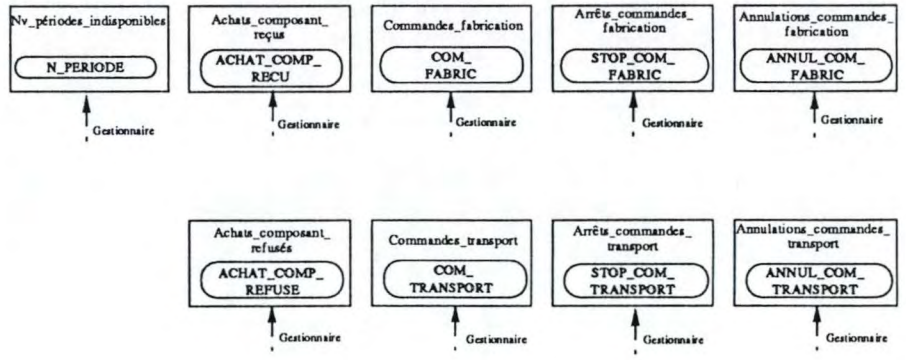 Nv_périodes_indisponibles
N_PERIODE
Gestionnaire
Achats_composant_
reçus
ACHAT_COMP_
RECU
Gestionnaire
Commandes_fabrication
COM_
FABRIC
Gestionnaire
Arrêts_commandes_
fabrication
STOP_COM_
FABRIC
Gestionnaire
Annulations_commandes_
fabrication
ANNUL_COM_
FABRIC
Gestionnaire
Achats_composant_
refusés
ACHAT_COMP_
REFUSE
Gestionnaire
Commandes_transport
COM_
TRANSPORT
Gestionnaire
Arrêts_commandes_
transport
STOP_COM_
TRANSPORT
Gestionnaire
Annulations_commandes_
transport
ANNUL_COM_
TRANSPORT
Gestionnaire